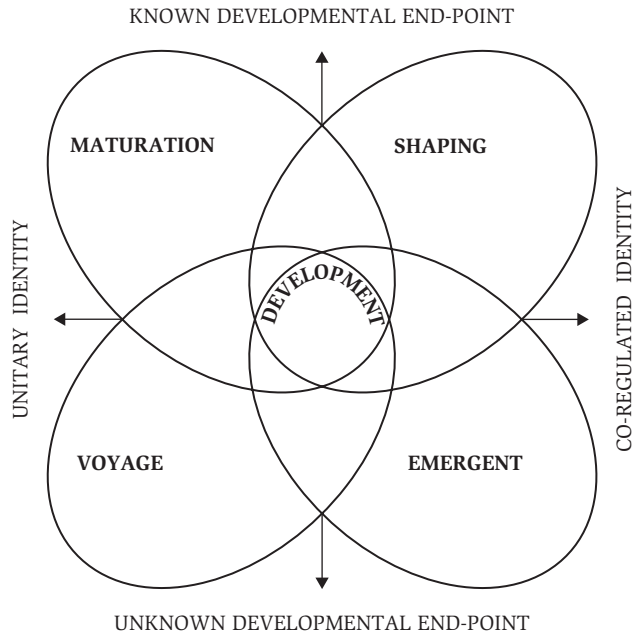 KNOWN DEVELOPMENTAL END-POINT
MATURATION
SHAPING
UNITARY IDENTITY
DEVELOPMENT
CO-REGULATED IDENTITY
VOYAGE
EMERGENT
UNKNOWN DEVELOPMENTAL END-POINT